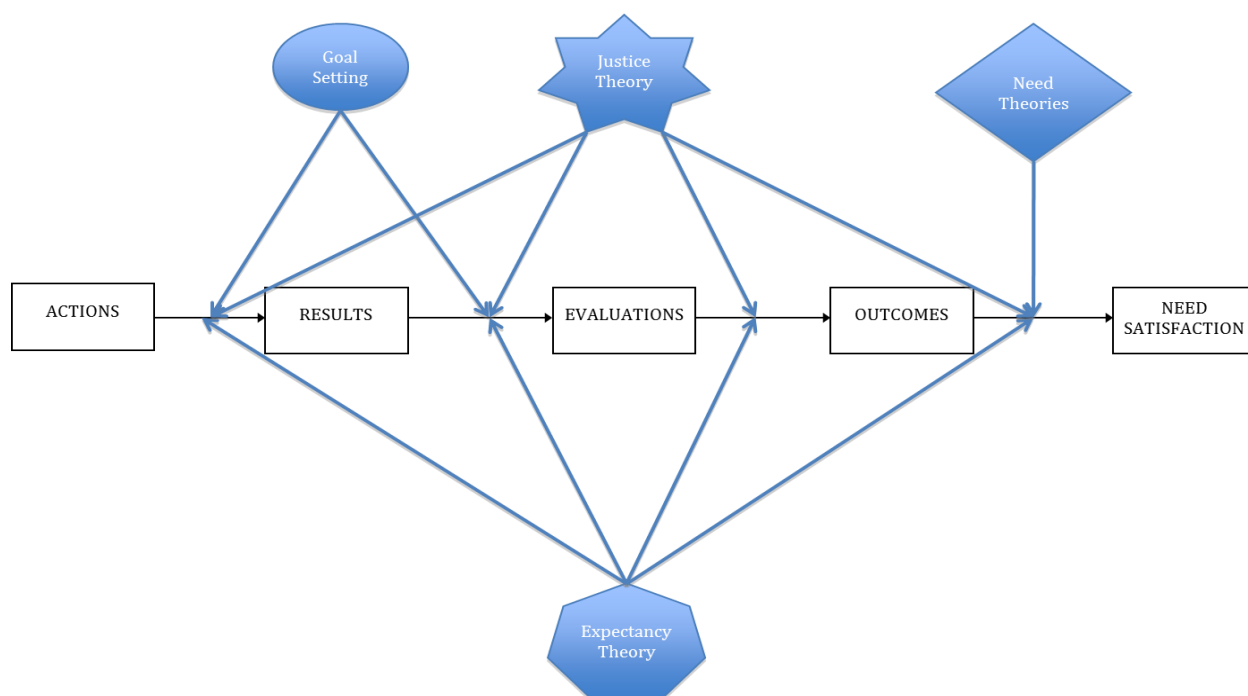 Goal
Setting
Justice
Theory
Need
Theories
ACTIONS
RESULTS
EVALUATIONS
OUTCOMES
NEED
SATISFACTION
Expectancy
Theory